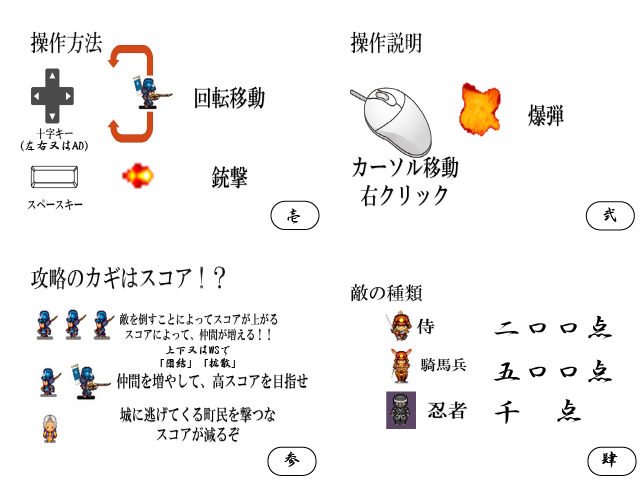 操作方法
十字キー
(左右又はAD)
回転移動
スペースキー
銃撃
壱
操作説明
爆弾
カーソル移動
右クリック
弐
攻略のカギはスコア！？
敵を倒すことによってスコアが上がる
スコアによって、仲間が増える！！
上下又はWSで
「団結」「拡散」
仲間を増やして、高スコアを目指せ
城に逃げてくる町民を撃つな
スコアが減るぞ
参
敵の種類
侍 二〇〇点
騎馬兵 五〇〇点
忍者 千 点
肆